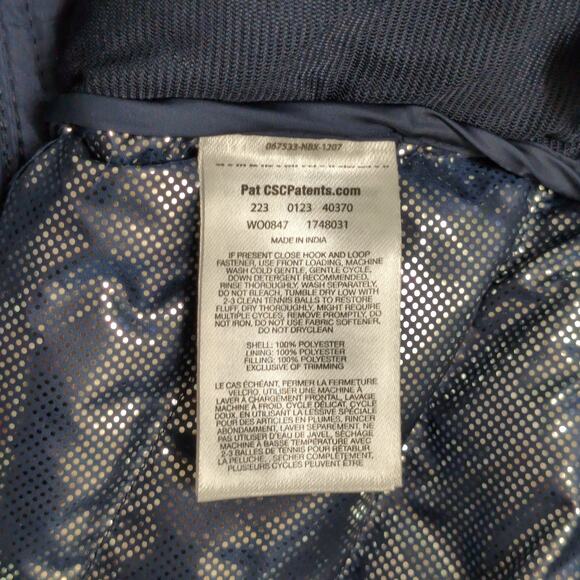 067533-NBX-1207
Pat CSCPatents.com
223 0123 40370
WO0847 1748031
MADE IN INDIA
IF PRESENT CLOSE HOOK AND LOOP
FASTENER, USE FRONT LOADING, MACHINE
WASH COLD GENTLE, GENTLE CYCLE,
DOWN DETERGENT RECOMMENDED,
RINSE THOROUGHLY, WASH SEPARATELY,
DO NOT BLEACH, TUMBLE DRY LOW WITH
2-3 CLEAN TENNIS BALLS TO RESTORE
FLUFF, DRY THOROUGHLY, MIGHT REQUIRE
MULTIPLE CYCLES, REMOVE PROMPTLY, DO
NOT IRON, DO NOT USE FABRIC SOFTENER,
DO NOT DRYCLEAN
SHELL: 100% POLYESTER
LINING: 100% POLYESTER
FILLING: 100% POLYESTER
EXCLUSIVE OF TRIMMING
LE CAS ÉCHÉANT, FERMER LA FERMETURE
VELCRO, UTILISER UNE MACHINE À
LAVER À CHARGEMENT FRONTAL, LAVAGE
MACHINE À FROID, CYCLE DÉLICAT, CYCLE
DOUX, EN UTILISANT LA LESSIVE SPÉCIALE
POUR DES ARTICLES EN PLUMES, RINCER
ABONDAMMENT, LAVER SÉPAREMENT, NE
PAS UTILISER D'EAU DE JAVEL, SÉCHAGE
MACHINE À BASSE TEMPÉRATURE AVEC
2-3 BALLES DE TENNIS POUR RÉTABUR
LA PELUCHE, SÉCHER COMPLÈTEMENT,
PLUSIEURS CYCLES PEUVENT ÊTRE